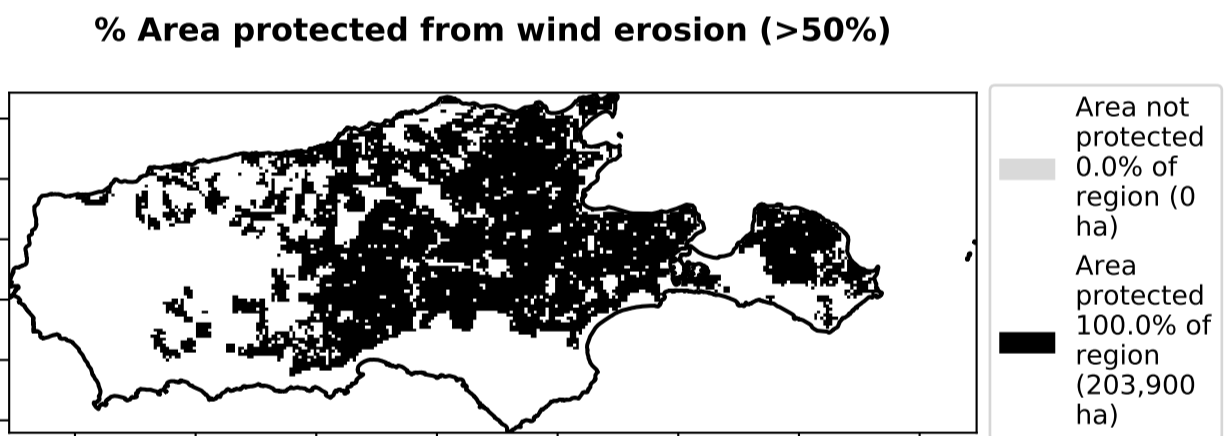 % Area protected from wind erosion (>50%)
Area not
protected
0.0% of
region (0
ha)
Area
protected
100.0% of
region
(203,900
ha)